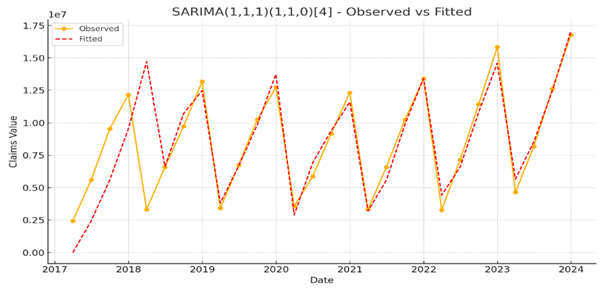 SARIMA(1,1,1)(1,1,0)[4] - Observed vs Fitted
1e7
Observed
Fitted
1.75
1.50
1.25
1.00
0.75
0.50
0.25
0.00
Claims Value
2017 2018 2019 2020 2021 2022 2023 2024
Date